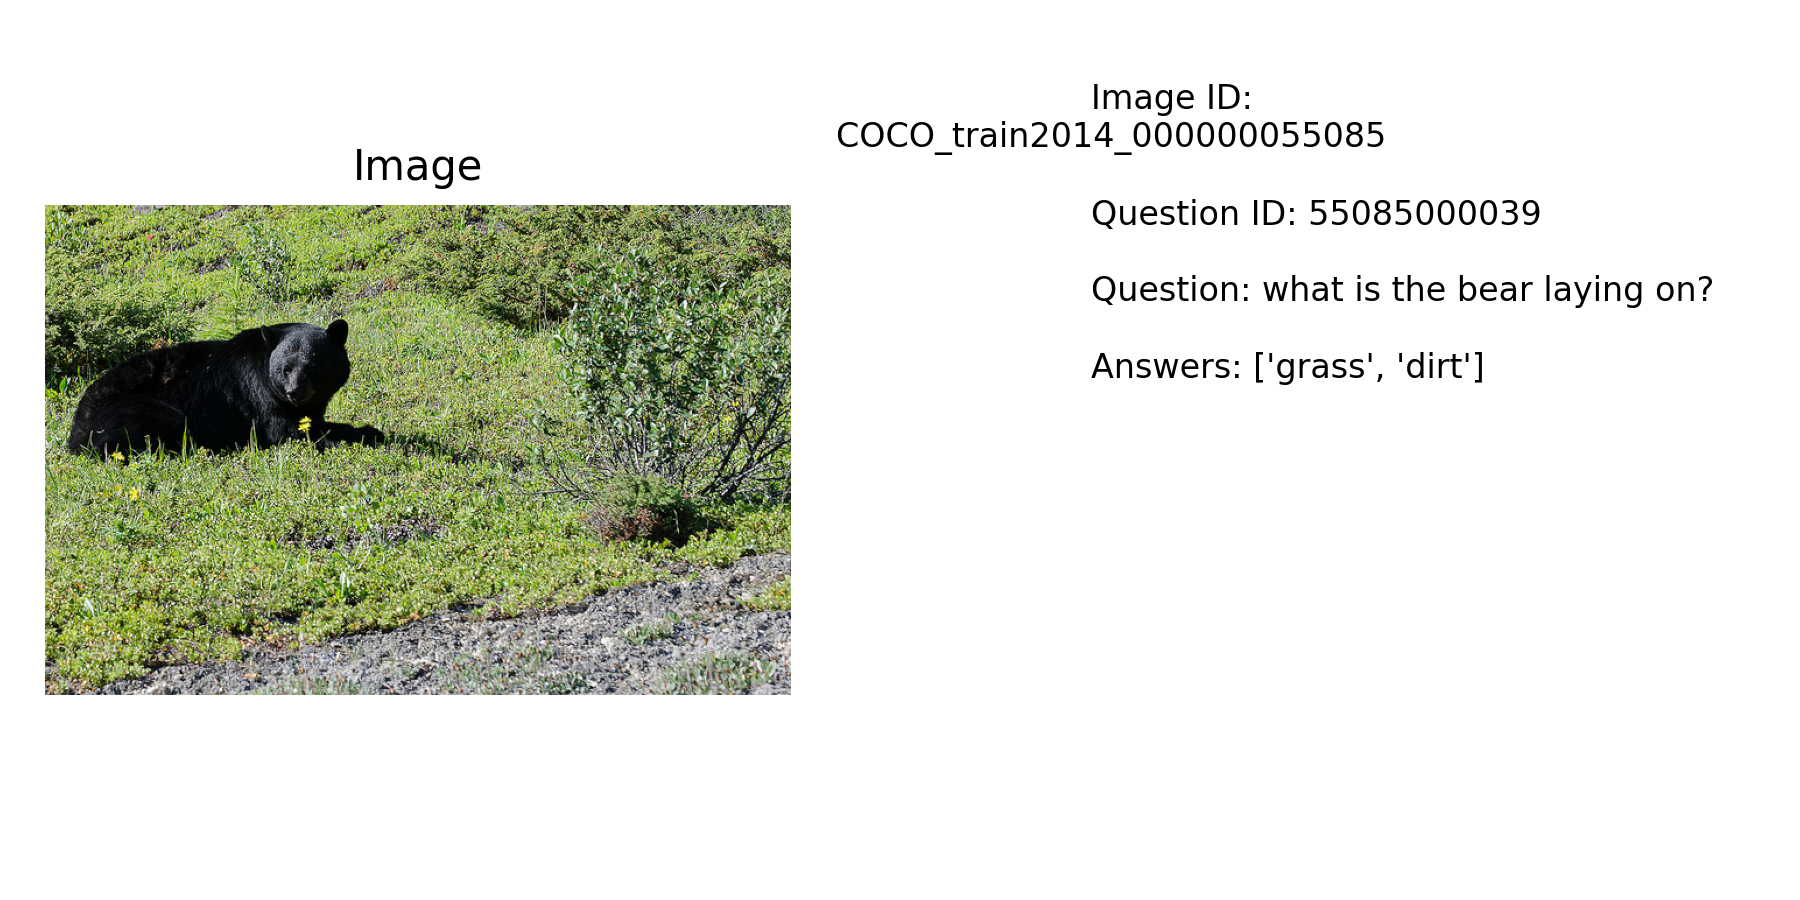 Image
Image ID:
COCO_train2014_000000055085
Question ID: 55085000039
Question: what is the bear laying on?
Answers: ['grass', 'dirt']